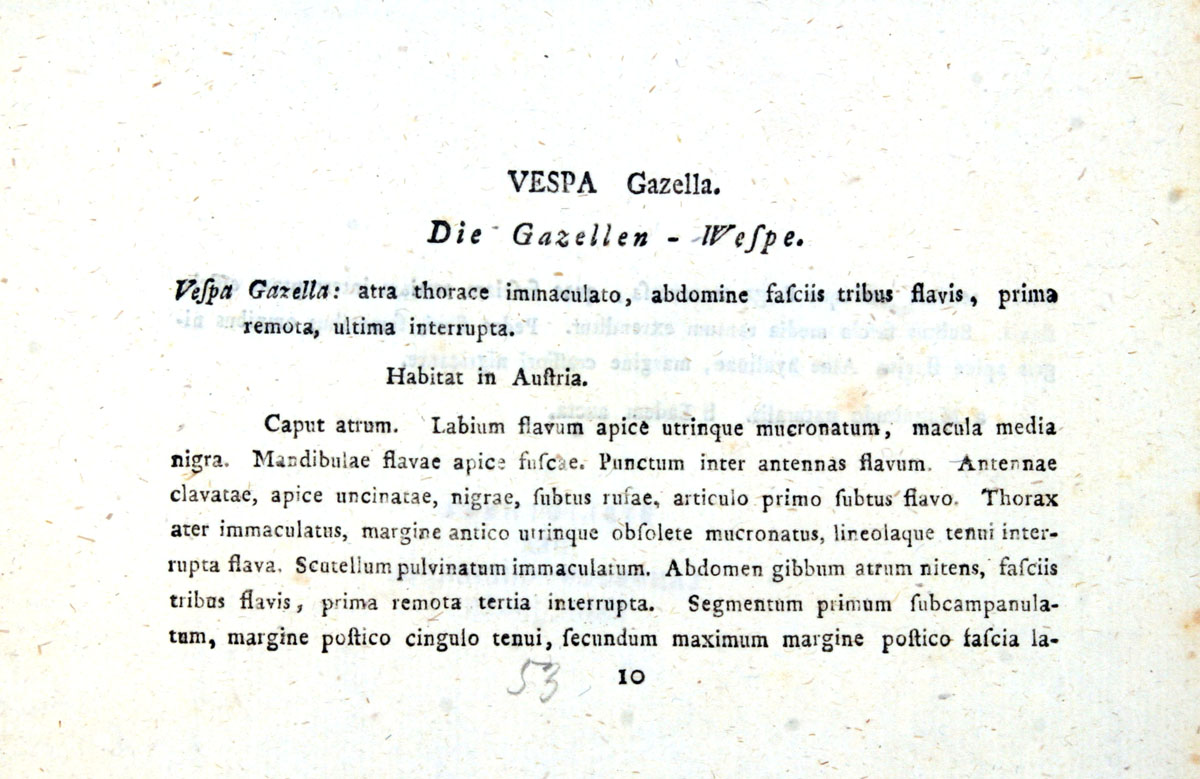 VESPA Gazella.
Die Gazellen - Weſpe.
Veſpa Gazella: atra thorace immaculato, abdomine faſciis tribus flavis, prima
remota, ultima interrupta.
Habitat in Auſtria.
Caput atrum. Labium flavum apice utrinque mucronatum, macula media
nigra. Mandibulae flavae apice fuſcae. Punctum inter antennas flavum. Antennae
clavatae, apice uncinatae, nigrae, ſubtus rufae, articulo primo ſubtus flavo. Thorax
ater immaculatus, margine antico utrinque obſolete mucronatus, lineolaque tenui inter-
rupta flava. Scutellum pulvinatum immaculatum. Abdomen gibbum atrum nitens, faſciis
tribus flavis, prima remota tertia interrupta. Segmentum primum ſubcampanula-
tum, margine poſtico cingulo tenui, ſecundum maximum margine poſtico faſcia la-
53 10